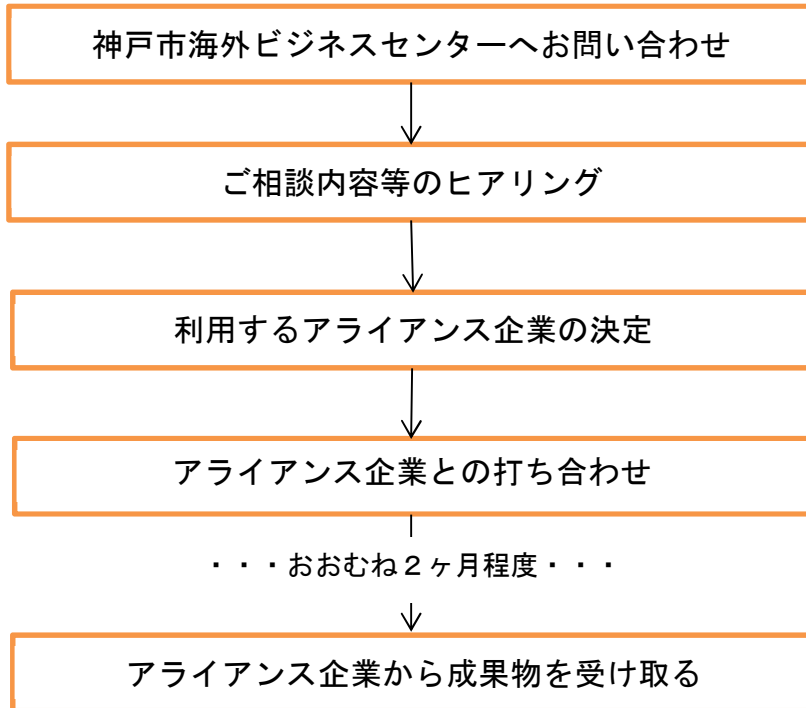 神戸市海外ビジネスセンターへお問い合わせ
ご相談内容等のヒアリング
利用するアライアンス企業の決定
アライアンス企業との打ち合わせ
・・・おおむね２ヶ月程度・・・
アライアンス企業から成果物を受け取る